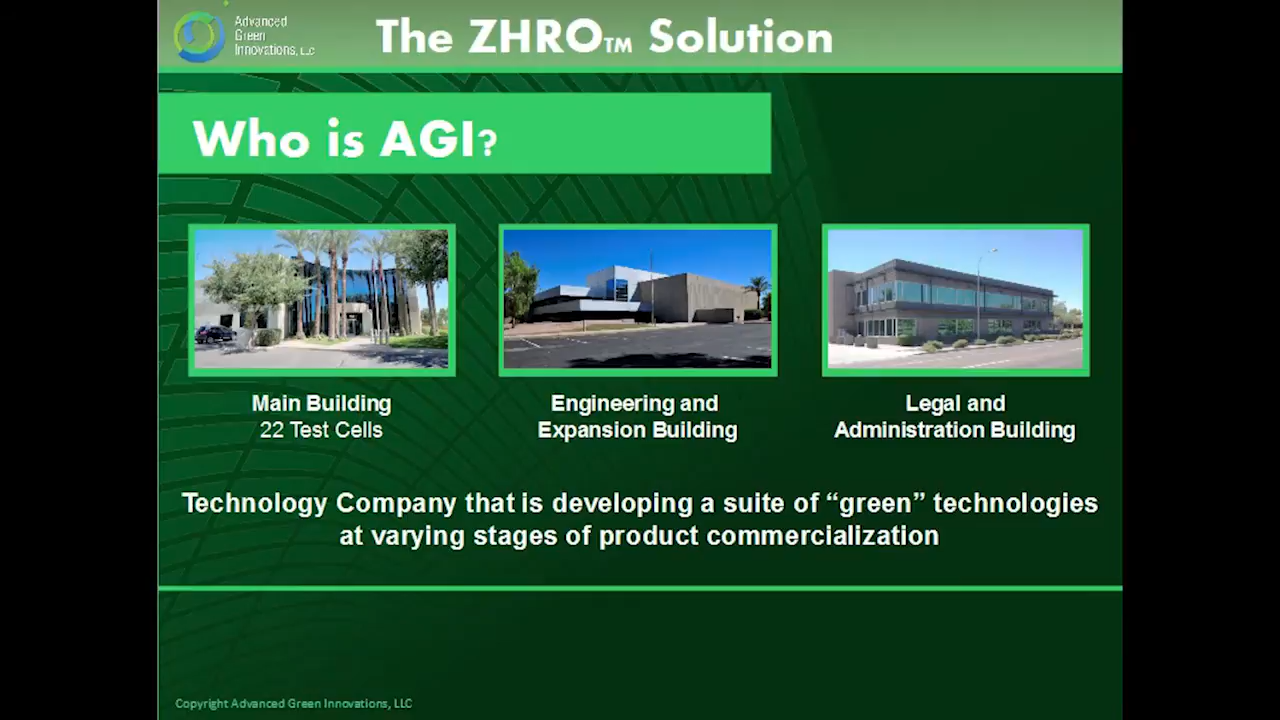 Advanced
Green
Innovations, LLC
The ZHRO™ Solution
Who is AGI?
Main Building
22 Test Cells
Engineering and
Expansion Building
Legal and
Administration Building
Technology Company that is developing a suite of “green” technologies
at varying stages of product commercialization
Copyright Advanced Green Innovations, LLC